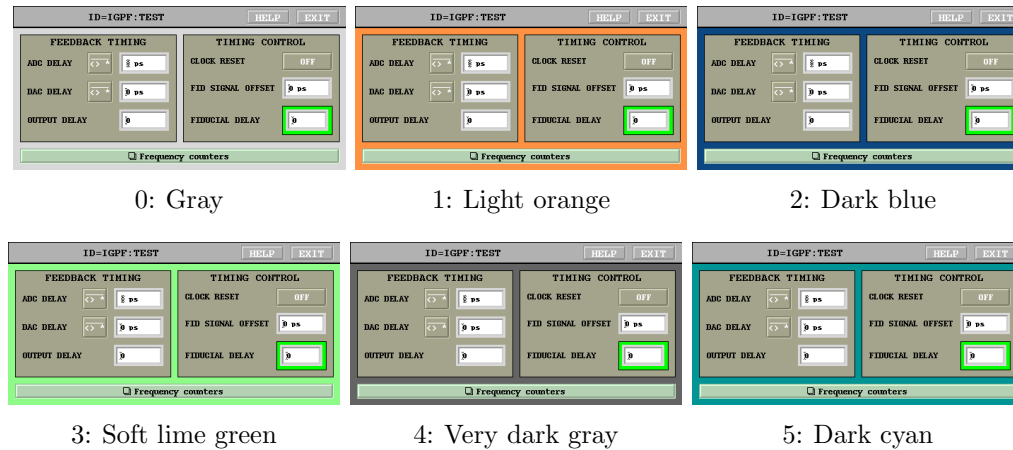 ID=IGPF:TEST HELP EXIT ID=IGPF:TEST HELP EXIT ID=IGPF:TEST HELP EXIT
FEEDBACK TIMING TIMING CONTROL FEEDBACK TIMING TIMING CONTROL FEEDBACK TIMING TIMING CONTROL
ADC DELAY <> ps CLOCK RESET OFF ADC DELAY <> ps CLOCK RESET OFF ADC DELAY <> ps CLOCK RESET OFF
DAC DELAY <> 0 ps FID SIGNAL OFFSET 0 ps DAC DELAY <> 0 ps FID SIGNAL OFFSET 0 ps DAC DELAY <> 0 ps FID SIGNAL OFFSET 0 ps
OUTPUT DELAY 0 FIDUCIAL DELAY 0 OUTPUT DELAY 0 FIDUCIAL DELAY 0 OUTPUT DELAY 0 FIDUCIAL DELAY 0
Frequency counters Frequency counters Frequency counters
0: Gray 1: Light orange 2: Dark blue
ID=IGPF:TEST HELP EXIT ID=IGPF:TEST HELP EXIT ID=IGPF:TEST HELP EXIT
FEEDBACK TIMING TIMING CONTROL FEEDBACK TIMING TIMING CONTROL FEEDBACK TIMING TIMING CONTROL
ADC DELAY <> ps CLOCK RESET OFF ADC DELAY <> ps CLOCK RESET OFF ADC DELAY <> ps CLOCK RESET OFF
DAC DELAY <> 0 ps FID SIGNAL OFFSET 0 ps DAC DELAY <> 0 ps FID SIGNAL OFFSET 0 ps DAC DELAY <> 0 ps FID SIGNAL OFFSET 0 ps
OUTPUT DELAY 0 FIDUCIAL DELAY 0 OUTPUT DELAY 0 FIDUCIAL DELAY 0 OUTPUT DELAY 0 FIDUCIAL DELAY 0
Frequency counters Frequency counters Frequency counters
3: Soft lime green 4: Very dark gray 5: Dark cyan